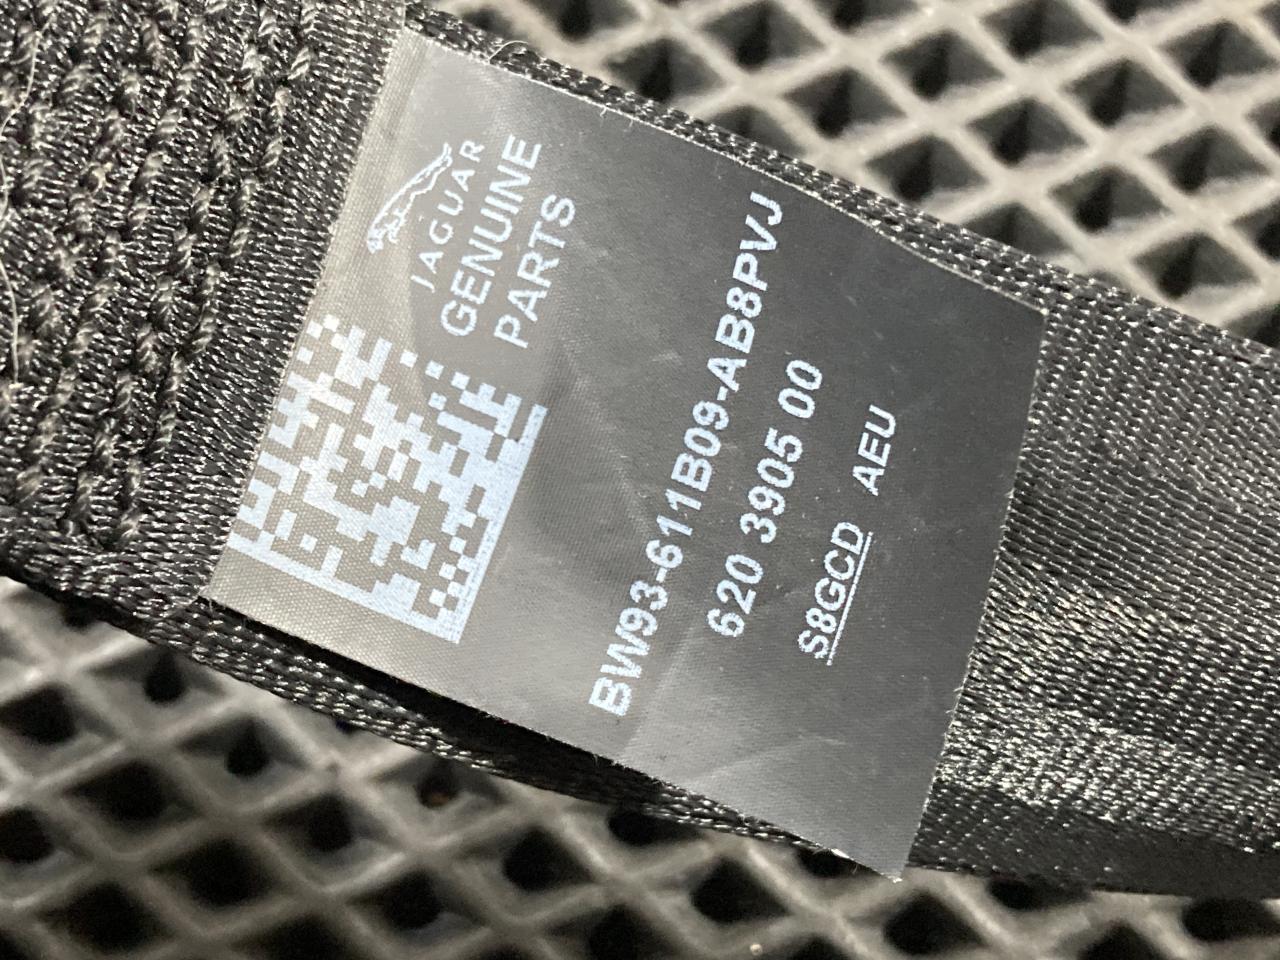 JAGUAR
GENUINE
PARTS
BW93-611B09-AB8PVJ
620 3905 00
S8GCD AEU